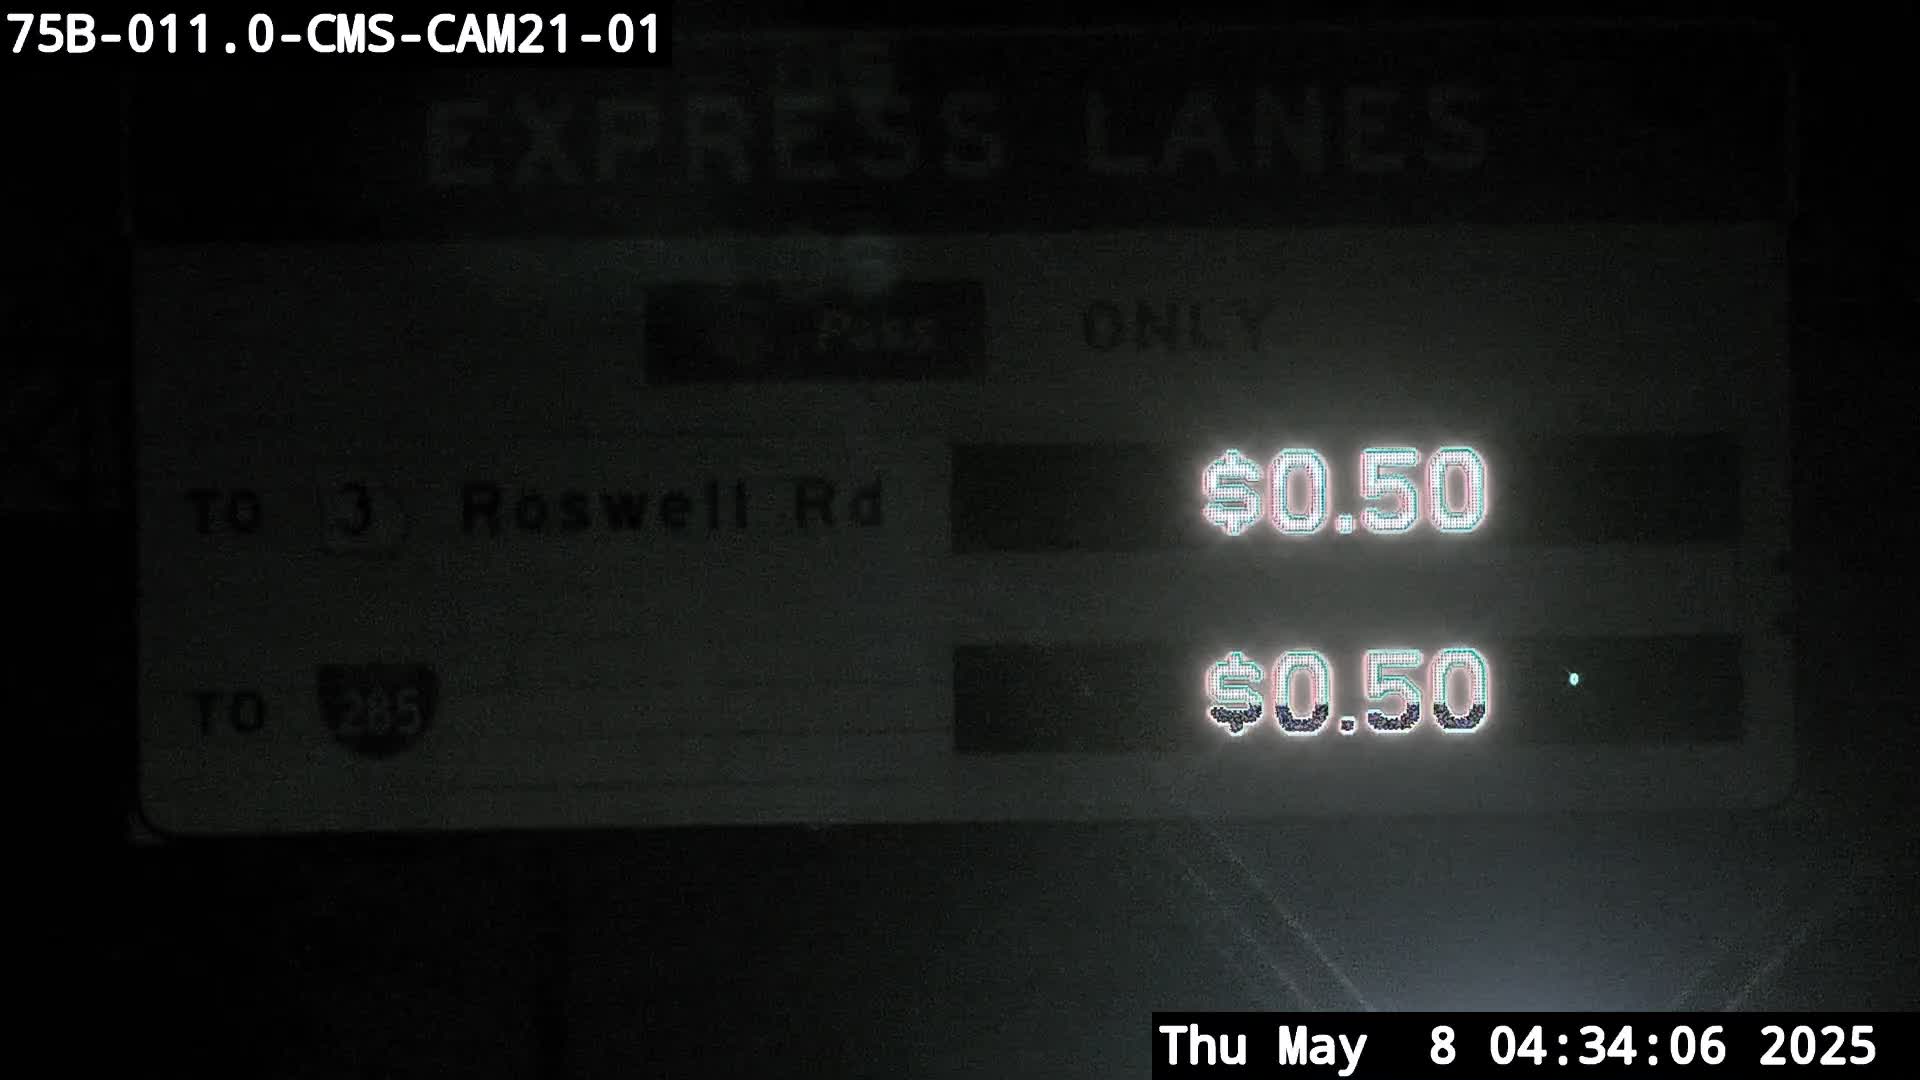 75B-011.0-CMS-CAM21-01
EXPRESS LANES
Pass ONLY
TO 3 Roswell Rd $0.50
TO 285 $0.50
Thu May 8 04:34:06 2025